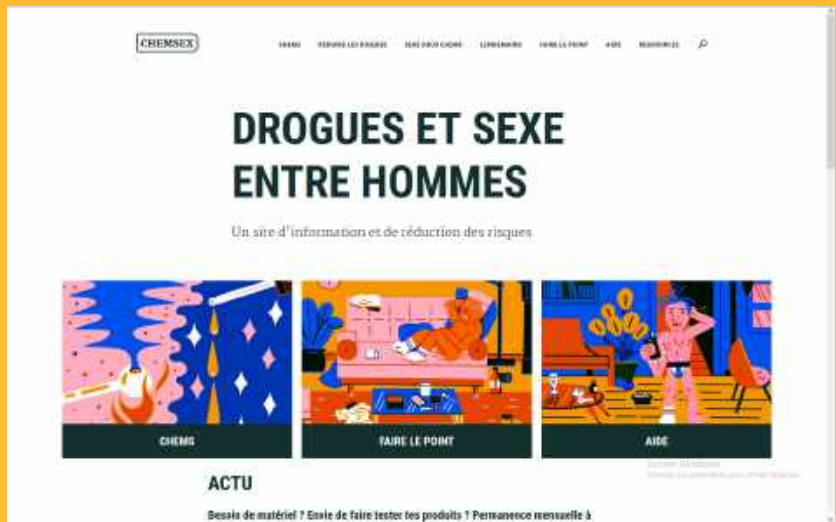 CHEMSEX
CHEMS RÉDUIRE LES RISQUES SEXE SOUS CHEMS LENDEMAINS FAIRE LE POINT AIDE RESSOURCES
DROGUES ET SEXE
ENTRE HOMMES
Un site d'information et de réduction des risques
CHEMS
FAIRE LE POINT
AIDE
ACTU
Besoin de matériel ? Envie de faire tester tes produits ? Permanence mensuelle à